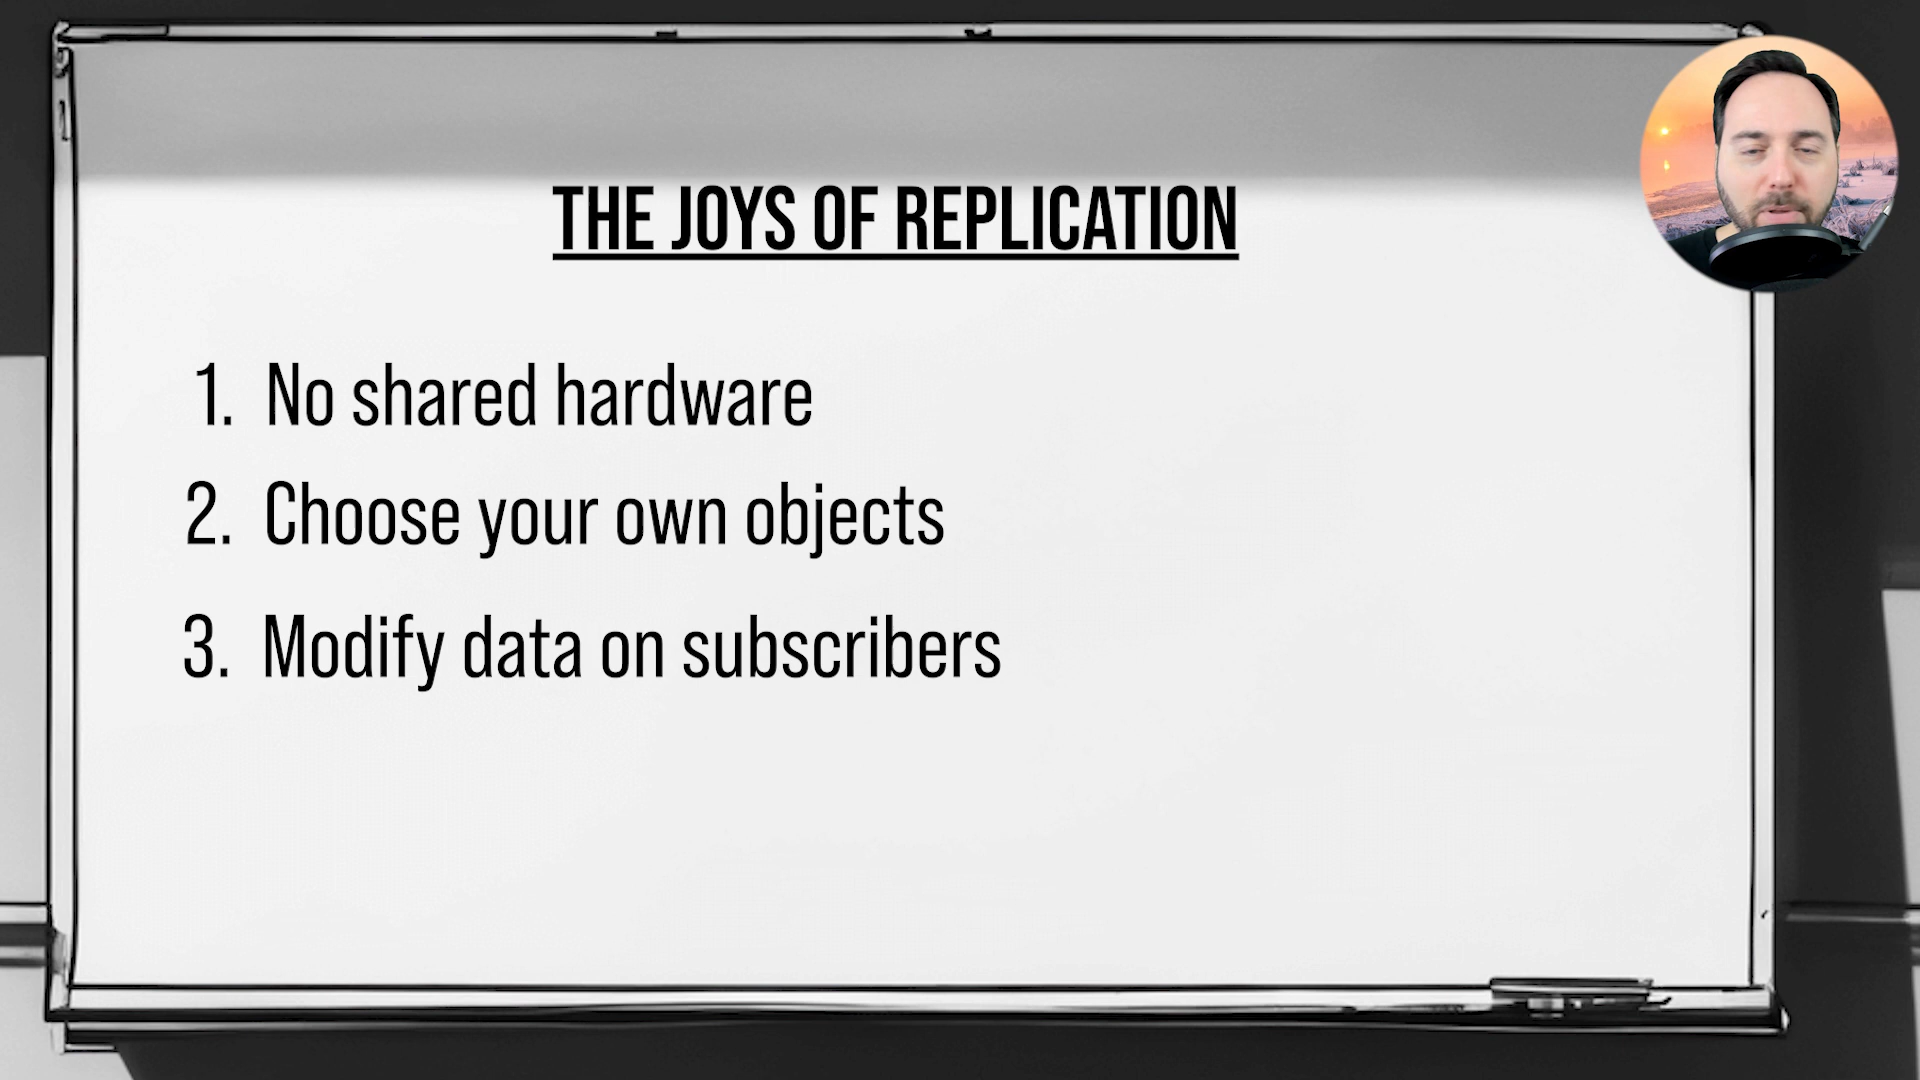 THE JOYS OF REPLICATION
1. No shared hardware
2. Choose your own objects
3. Modify data on subscribers